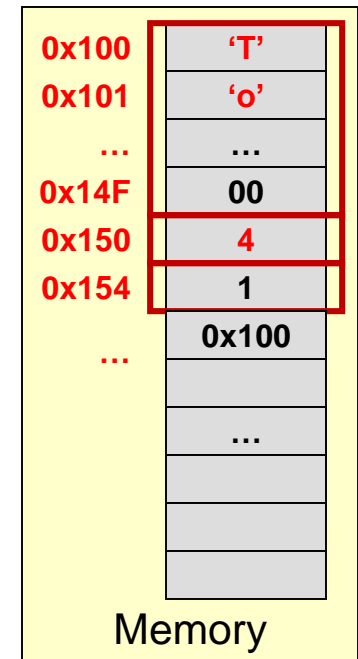 0x100 ‘T’
0x101 ‘o’
… …
0x14F 00
0x150 4
0x154 1
0x100
…
…
Memory